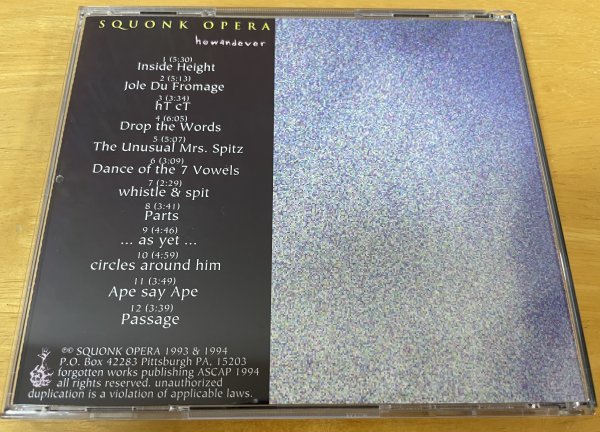 SQUONK OPERA
howandever
1 (5:30)
Inside Height
2 (5:13)
Jole Du Fromage
3 (3:34)
hT cT
4 (6:05)
Drop the Words
5 (5:07)
The Unusual Mrs. Spitz
6 (3:09)
Dance of the 7 Vowels
7 (2:29)
whistle & spit
8 (3:41)
Parts
9 (4:46)
... as yet ...
10 (4:59)
circles around him
11 (3:49)
Ape say Ape
12 (3:39)
Passage
℗© SQUONK OPERA 1993 & 1994
P.O. Box 42283 Pittsburgh PA, 15203
forgotten works publishing ASCAP 1994
all rights reserved. unauthorized
duplication is a violation of applicable laws.